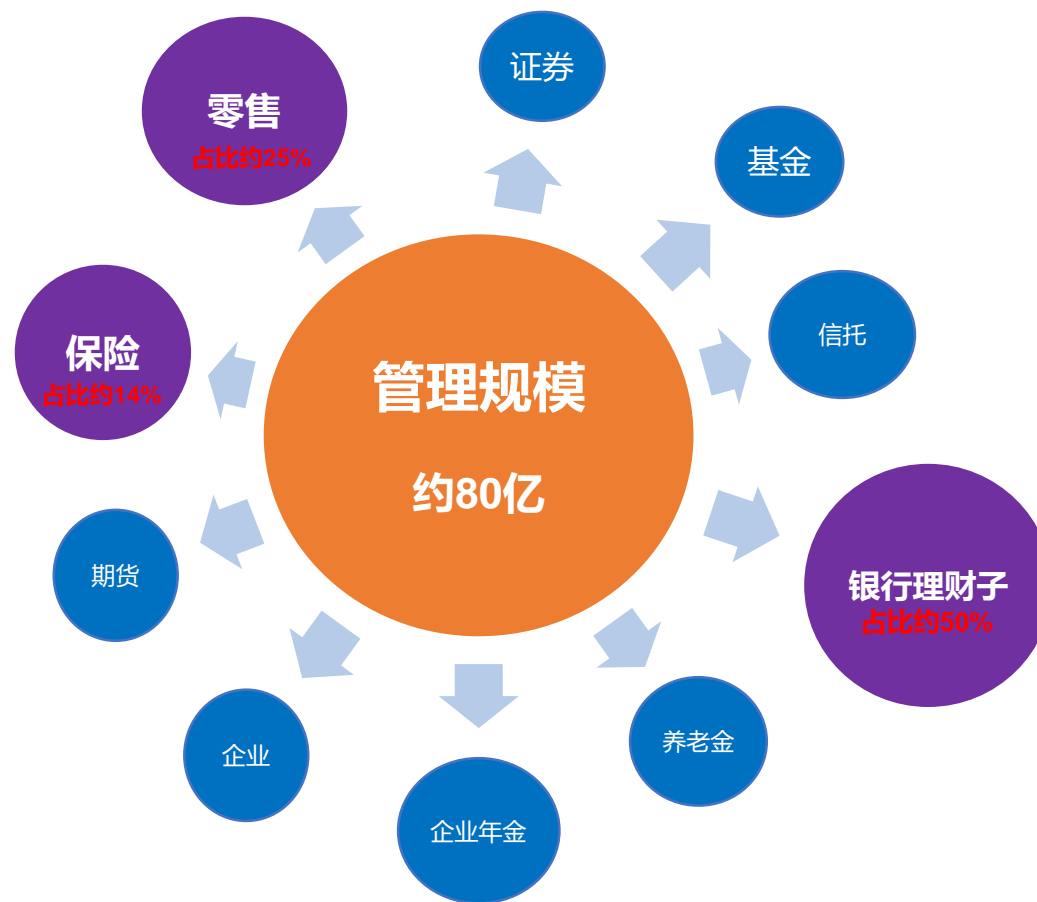 证券
零售
占比约25%
基金
信托
保险
占比约14%
管理规模
约80亿
期货
银行理财子
占比约50%
企业
养老金
企业年金